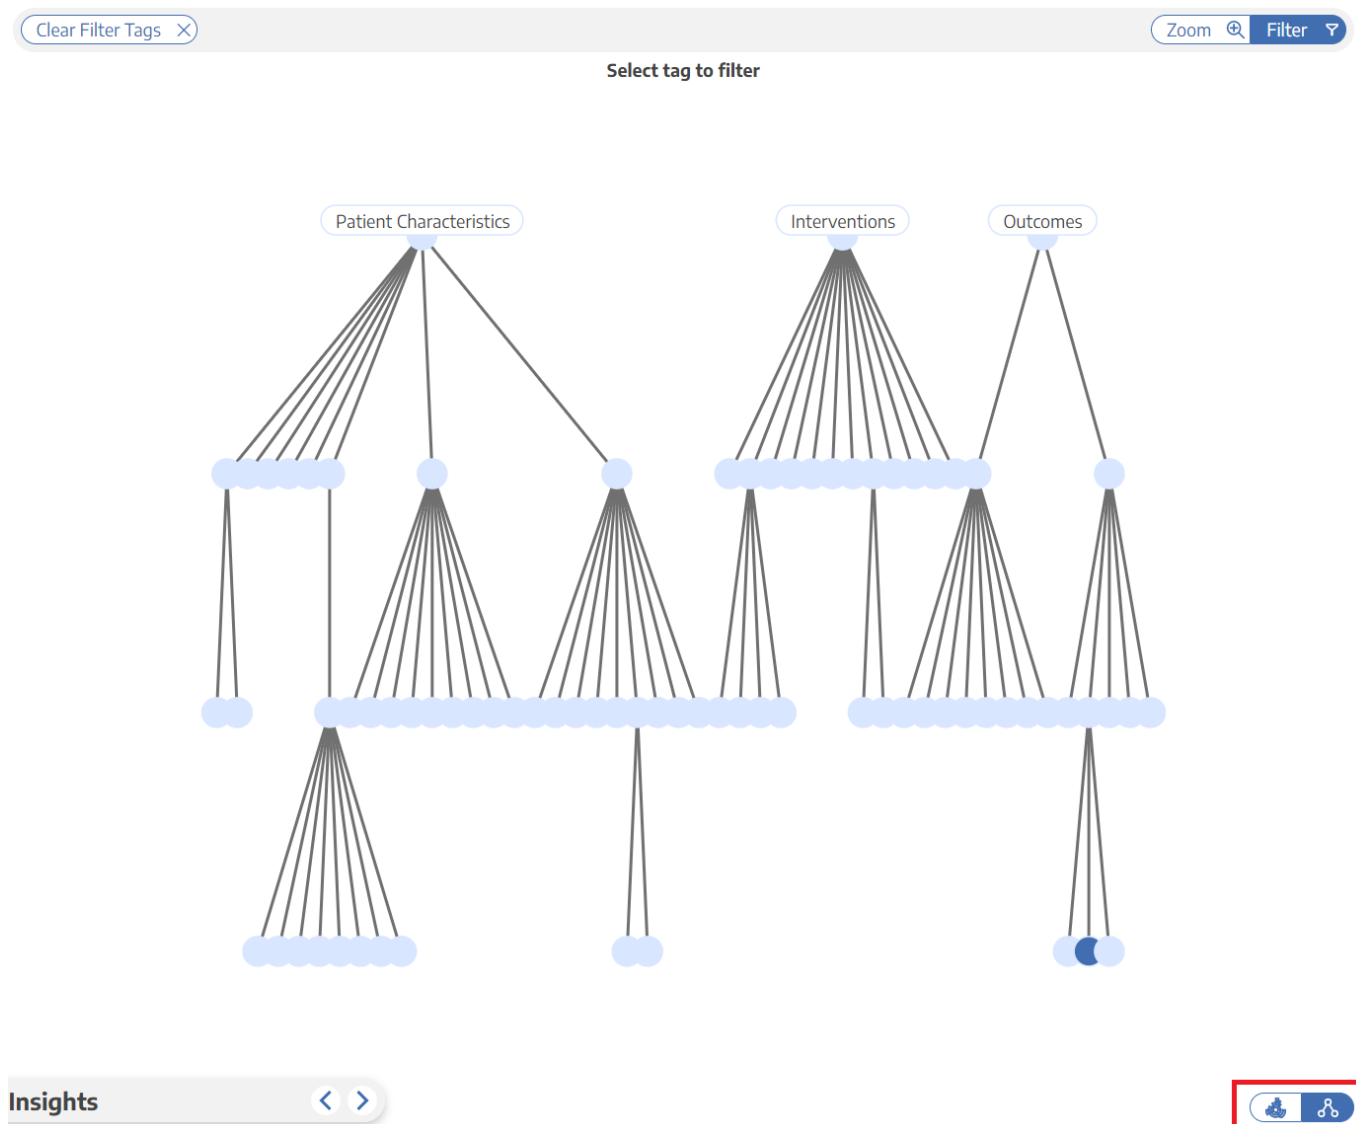 Clear Filter Tags
Zoom
Filter
Select tag to filter
Patient Characteristics
Interventions
Outcomes
Insights